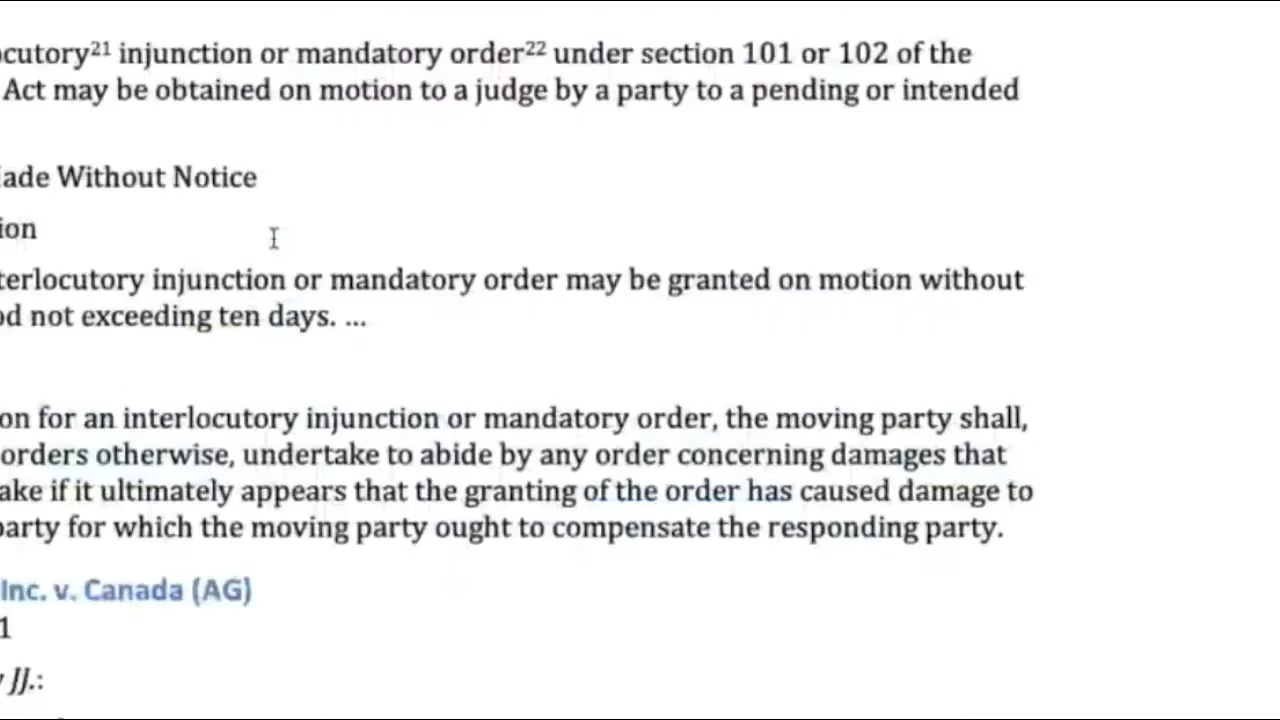 ocutory21 injunction or mandatory order22 under section 101 or 102 of the
Act may be obtained on motion to a judge by a party to a pending or intended
ade Without Notice
ion
terlocutory injunction or mandatory order may be granted on motion without
od not exceeding ten days. ...
on for an interlocutory injunction or mandatory order, the moving party shall,
orders otherwise, undertake to abide by any order concerning damages that
ake if it ultimately appears that the granting of the order has caused damage to
party for which the moving party ought to compensate the responding party.
Inc. v. Canada (AG)
1
JJ.: